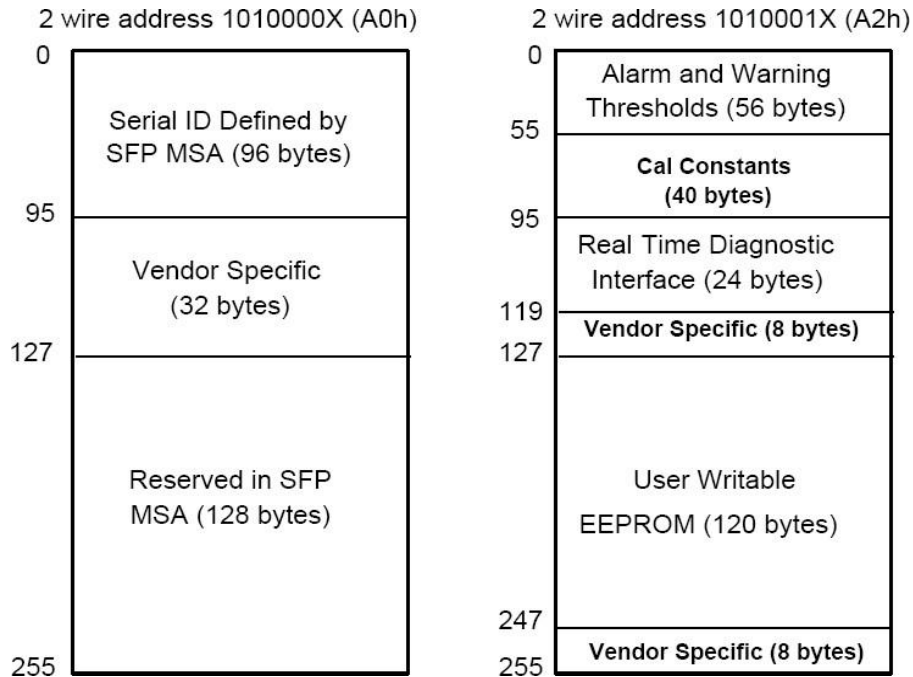 2 wire address 1010000X (A0h)
0
Serial ID Defined by
SFP MSA (96 bytes)
95
Vendor Specific
(32 bytes)
127
Reserved in SFP
MSA (128 bytes)
255
2 wire address 1010001X (A2h)
0
Alarm and Warning
Thresholds (56 bytes)
55
Cal Constants
(40 bytes)
95
Real Time Diagnostic
Interface (24 bytes)
119
Vendor Specific (8 bytes)
127
User Writable
EEPROM (120 bytes)
247
Vendor Specific (8 bytes)
255